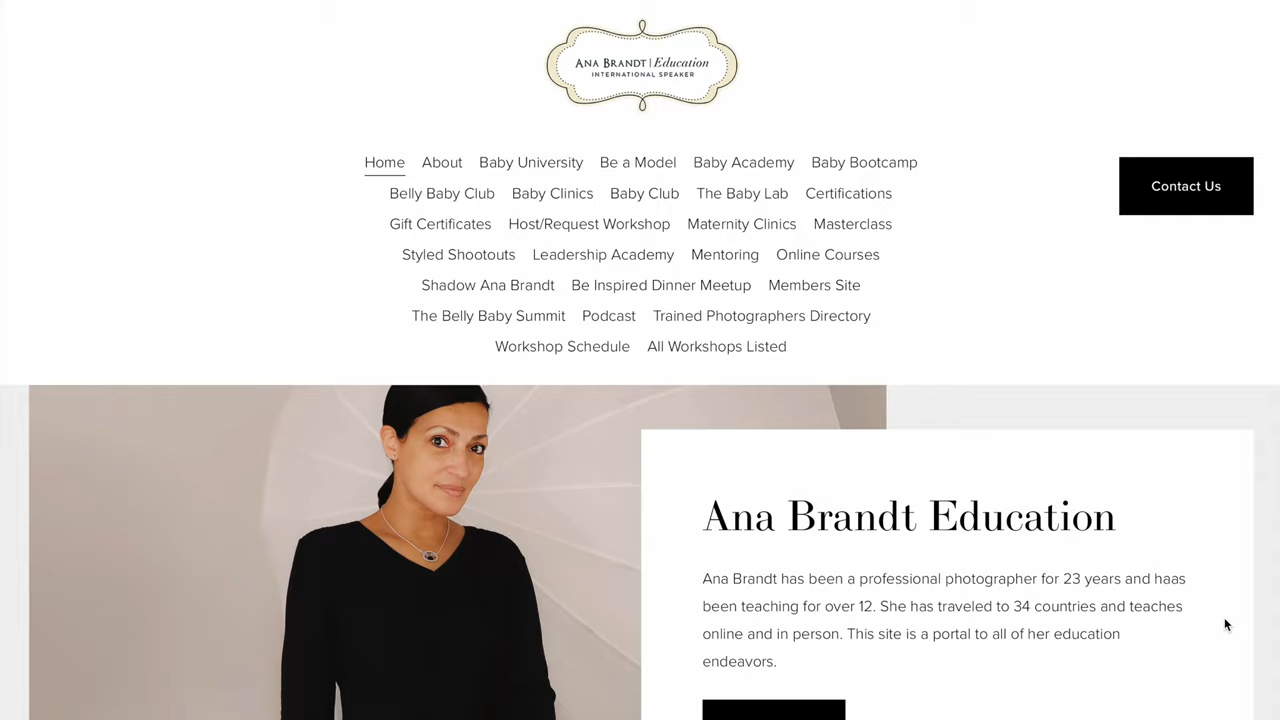 ANA BRANDT | Education
INTERNATIONAL SPEAKER
Home About Baby University Be a Model Baby Academy Baby Bootcamp
Belly Baby Club Baby Clinics Baby Club The Baby Lab Certifications
Gift Certificates Host/Request Workshop Maternity Clinics Masterclass
Styled Shootouts Leadership Academy Mentoring Online Courses
Shadow Ana Brandt Be Inspired Dinner Meetup Members Site
The Belly Baby Summit Podcast Trained Photographers Directory
Workshop Schedule All Workshops Listed
Contact Us
Ana Brandt Education
Ana Brandt has been a professional photographer for 23 years and haas
been teaching for over 12. She has traveled to 34 countries and teaches
online and in person. This site is a portal to all of her education
endeavors.